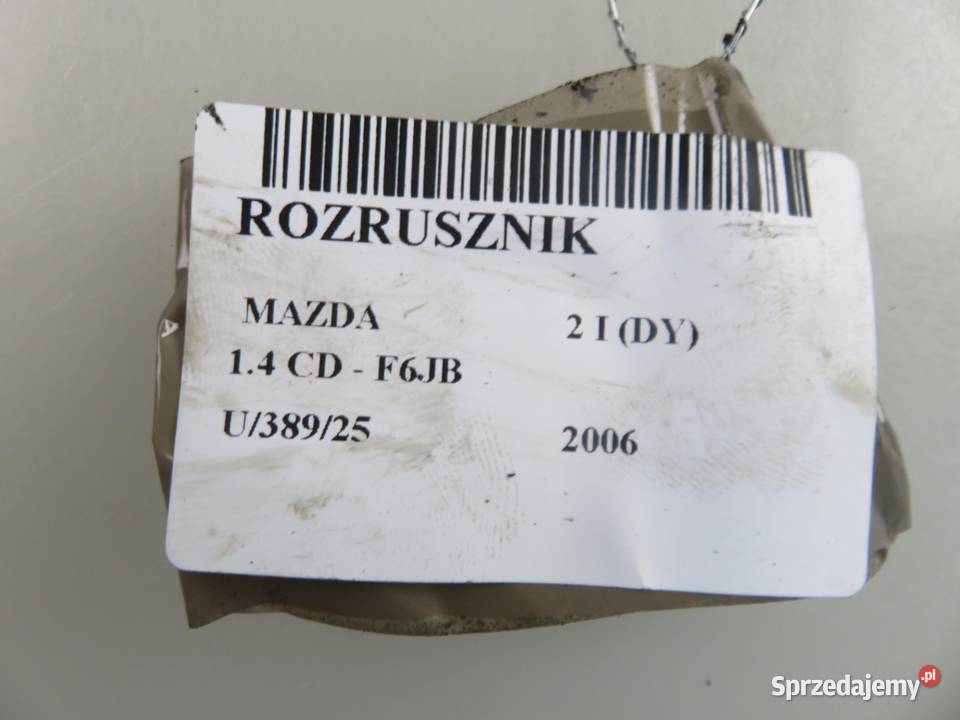 ROZRUSZNIK
MAZDA 2 I (DY)
1.4 CD - F6JB
U/389/25 2006
Sprzedajemy.pl